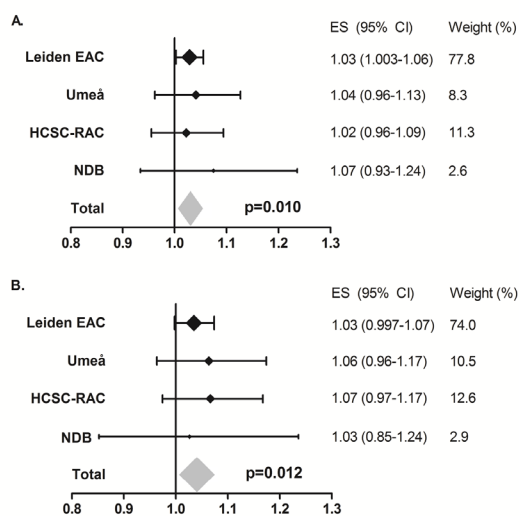 A.
ES (95% CI) Weight (%)
Leiden EAC 1.03 (1.003-1.06) 77.8
Umeå 1.04 (0.96-1.13) 8.3
HCSC-RAC 1.02 (0.96-1.09) 11.3
NDB 1.07 (0.93-1.24) 2.6
Total p=0.010
0.8 0.9 1.0 1.1 1.2 1.3
B.
ES (95% CI) Weight (%)
Leiden EAC 1.03 (0.997-1.07) 74.0
Umeå 1.06 (0.96-1.17) 10.5
HCSC-RAC 1.07 (0.97-1.17) 12.6
NDB 1.03 (0.85-1.24) 2.9
Total p=0.012
0.8 0.9 1.0 1.1 1.2 1.3